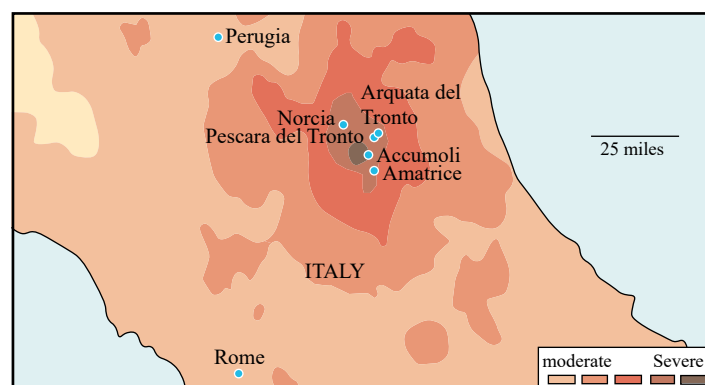 Perugia
Arquata del
Norcia Tronto
Pescara del Tronto
Accumoli
Amatrice
25 miles
ITALY
Rome
moderate Severe